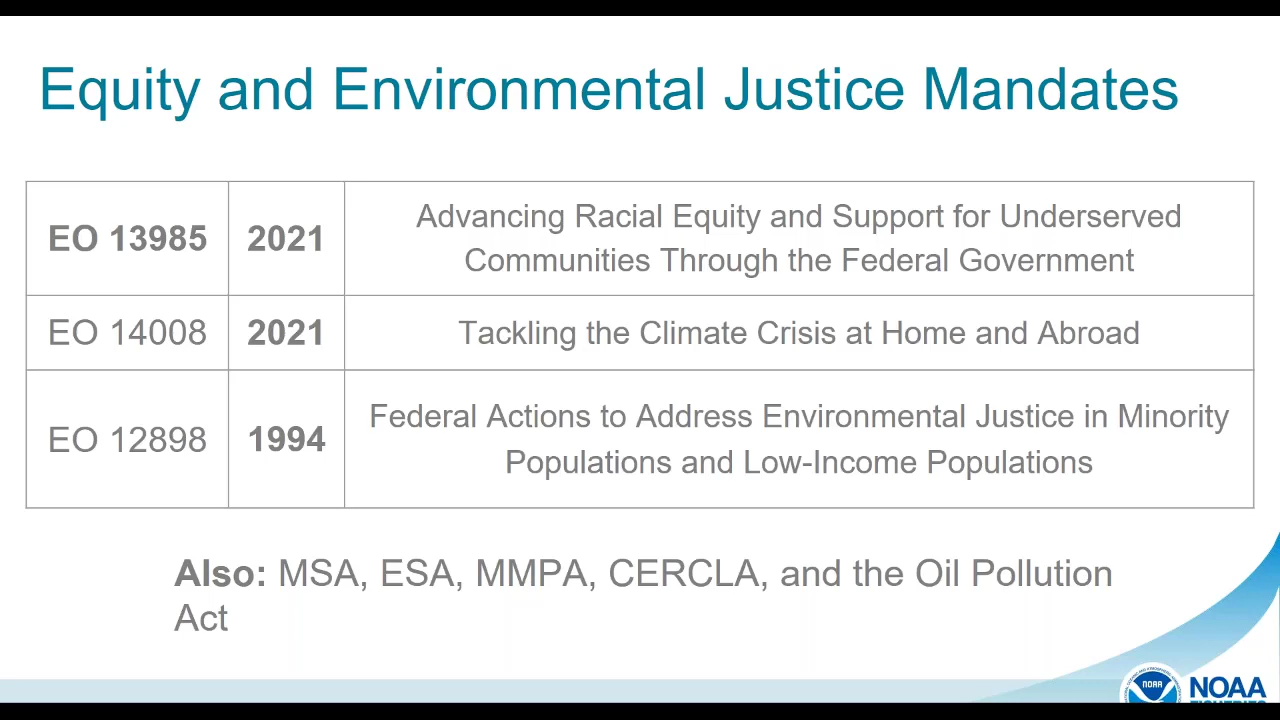 Equity and Environmental Justice Mandates
EO 13985
2021
Advancing Racial Equity and Support for Underserved
Communities Through the Federal Government
EO 14008
2021
Tackling the Climate Crisis at Home and Abroad
EO 12898
1994
Federal Actions to Address Environmental Justice in Minority
Populations and Low-Income Populations
Also: MSA, ESA, MMPA, CERCLA, and the Oil Pollution
Act
NOAA
NOAA